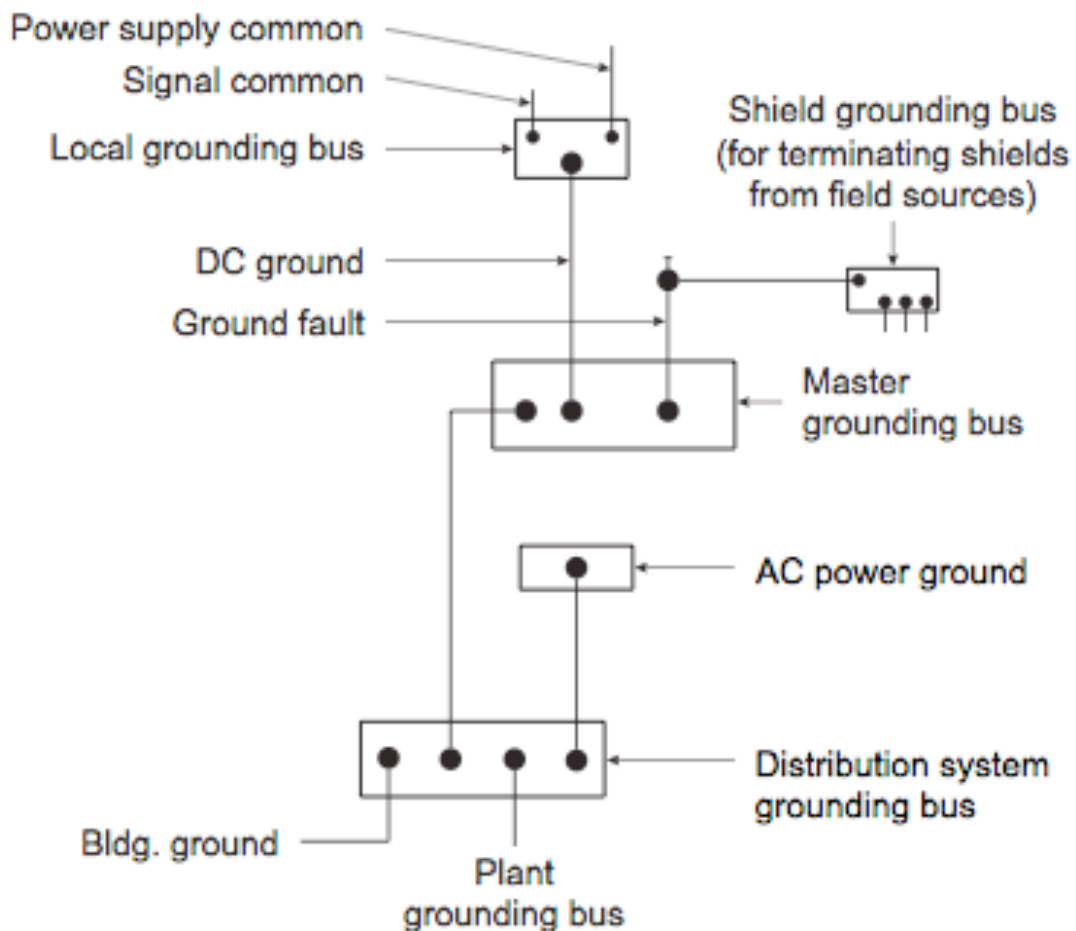 Power supply common
Signal common
Local grounding bus
Shield grounding bus
(for terminating shields
from field sources)
DC ground
Ground fault
Master
grounding bus
AC power ground
Distribution system
grounding bus
Bldg. ground
Plant
grounding bus